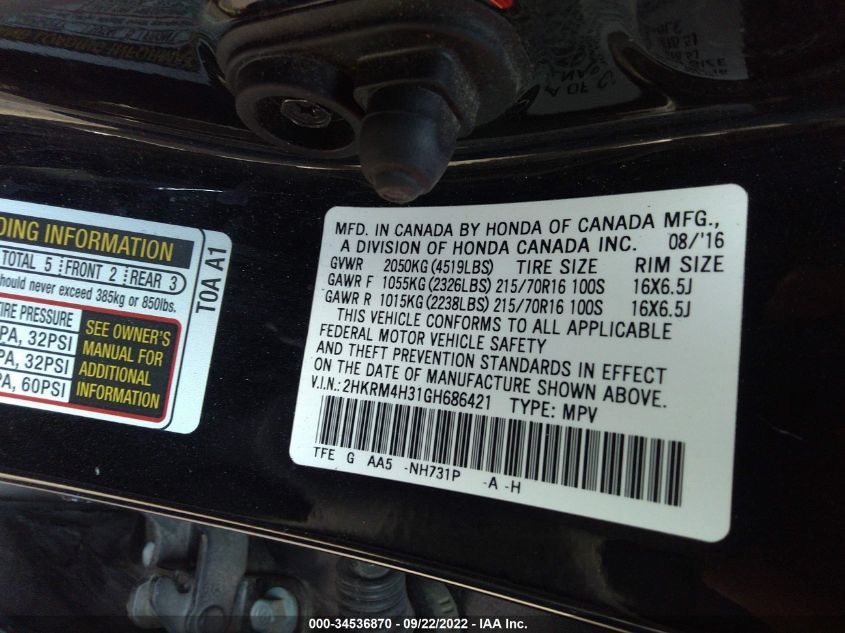 DING INFORMATION
TOTAL 5 FRONT 2 REAR 3
hould never exceed 385kg or 850lbs.
TIRE PRESSURE
PA, 32PSI
PA, 32PSI
PA, 60PSI
SEE OWNER'S
MANUAL FOR
ADDITIONAL
INFORMATION
T0A A1
MFD. IN CANADA BY HONDA OF CANADA MFG.,
A DIVISION OF HONDA CANADA INC. 08/'16
GVWR 2050KG (4519LBS) TIRE SIZE RIM SIZE
GAWR F 1055KG (2326LBS) 215/70R16 100S 16X6.5J
GAWR R 1015KG (2238LBS) 215/70R16 100S 16X6.5J
THIS VEHICLE CONFORMS TO ALL APPLICABLE
FEDERAL MOTOR VEHICLE SAFETY
AND THEFT PREVENTION STANDARDS IN EFFECT
ON THE DATE OF MANUFACTURE SHOWN ABOVE.
V.I.N.: 2HKRM4H31GH686421 TYPE: MPV
TFE G AA5 -NH731P -A -H
000-34536870 - 09/22/2022 - IAA Inc.